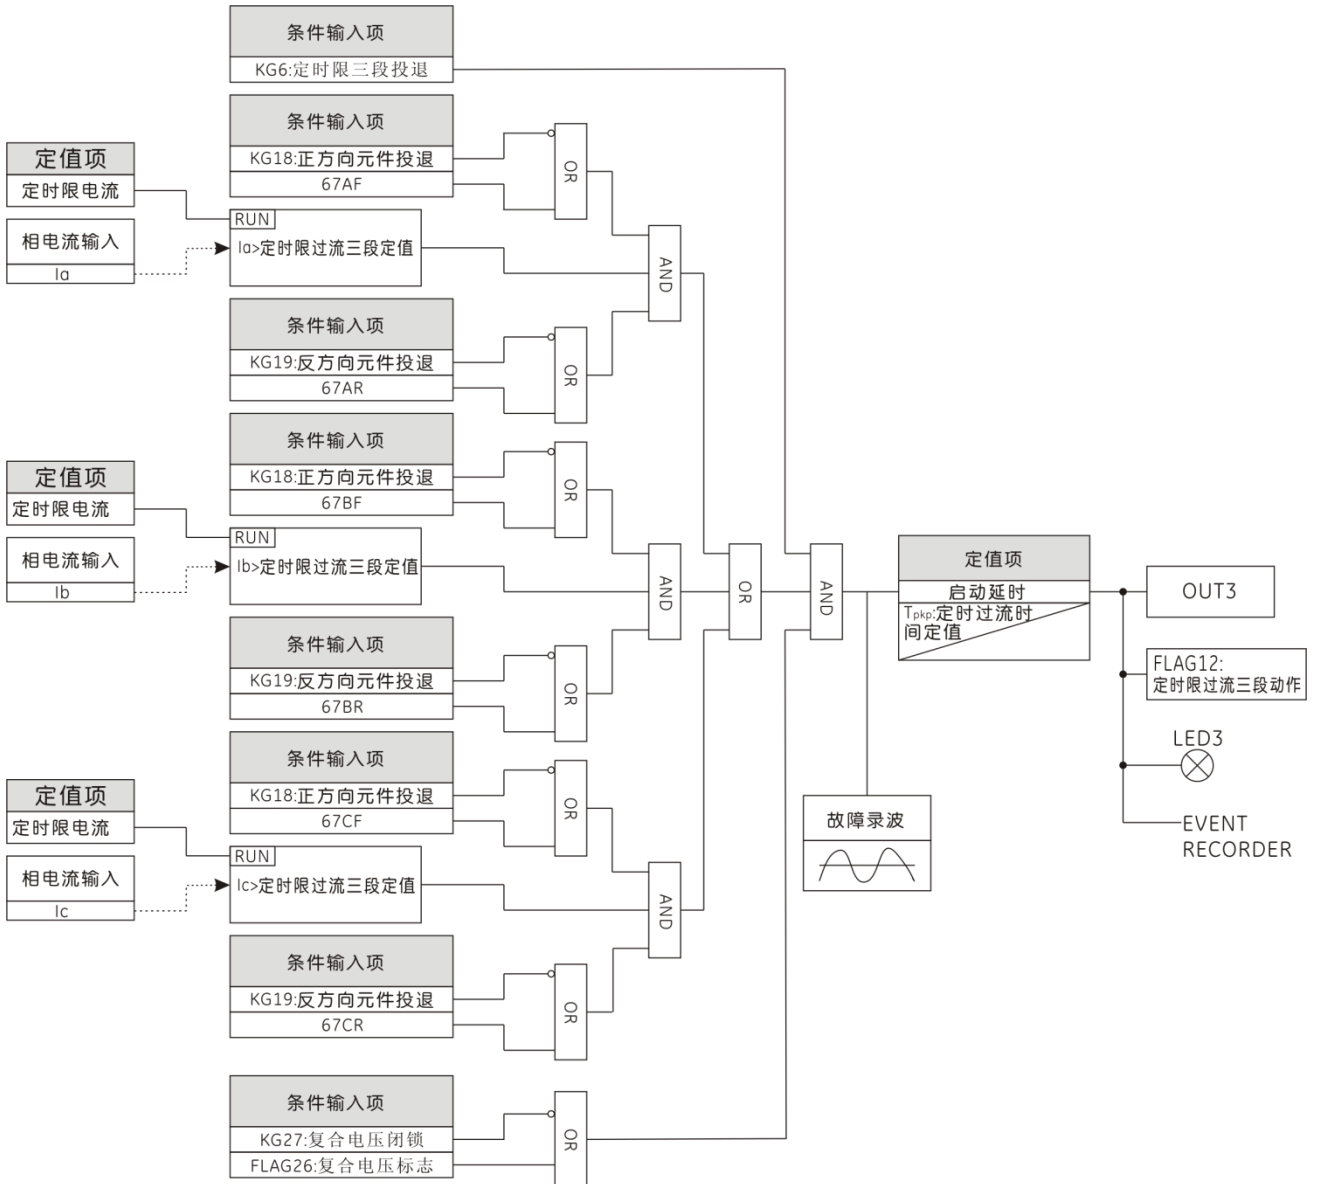 条件输入项
KG6:定时限三段投退
条件输入项
KG18:正方向元件投退
67AF
OR
定值项
定时限电流
相电流输入
Ia
RUN
Ia>定时限过流三段定值
AND
条件输入项
KG19:反方向元件投退
67AR
OR
条件输入项
KG18:正方向元件投退
67BF
OR
定值项
定时限电流
相电流输入
Ib
RUN
Ib>定时限过流三段定值
AND
OR
AND
条件输入项
KG19:反方向元件投退
67BR
OR
条件输入项
KG18:正方向元件投退
67CF
OR
定值项
定时限电流
相电流输入
Ic
RUN
Ic>定时限过流三段定值
AND
条件输入项
KG19:反方向元件投退
67CR
OR
条件输入项
KG27:复合电压闭锁
FLAG26:复合电压标志
OR
定值项
启动延时
Tpkp:定时过流时
间定值
故障录波
OUT3
FLAG12:
定时限过流三段动作
LED3
EVENT
RECORDER